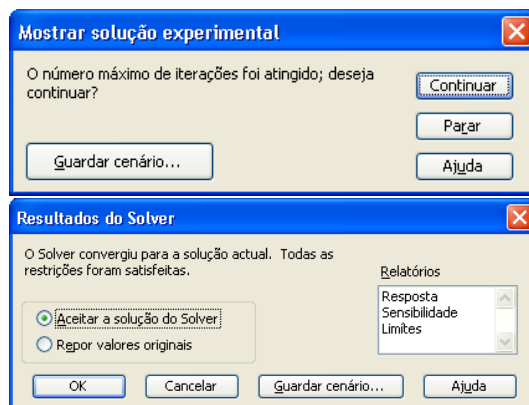 Mostrar solução experimental
O número máximo de iterações foi atingido; deseja
continuar?
Continuar
Parar
Guardar cenário...
Ajuda
Resultados do Solver
O Solver convergiu para a solução actual. Todas as
restrições foram satisfeitas.
Relatórios
Resposta
Sensibilidade
Limites
Aceitar a solução do Solver
Repor valores originais
OK
Cancelar
Guardar cenário...
Ajuda